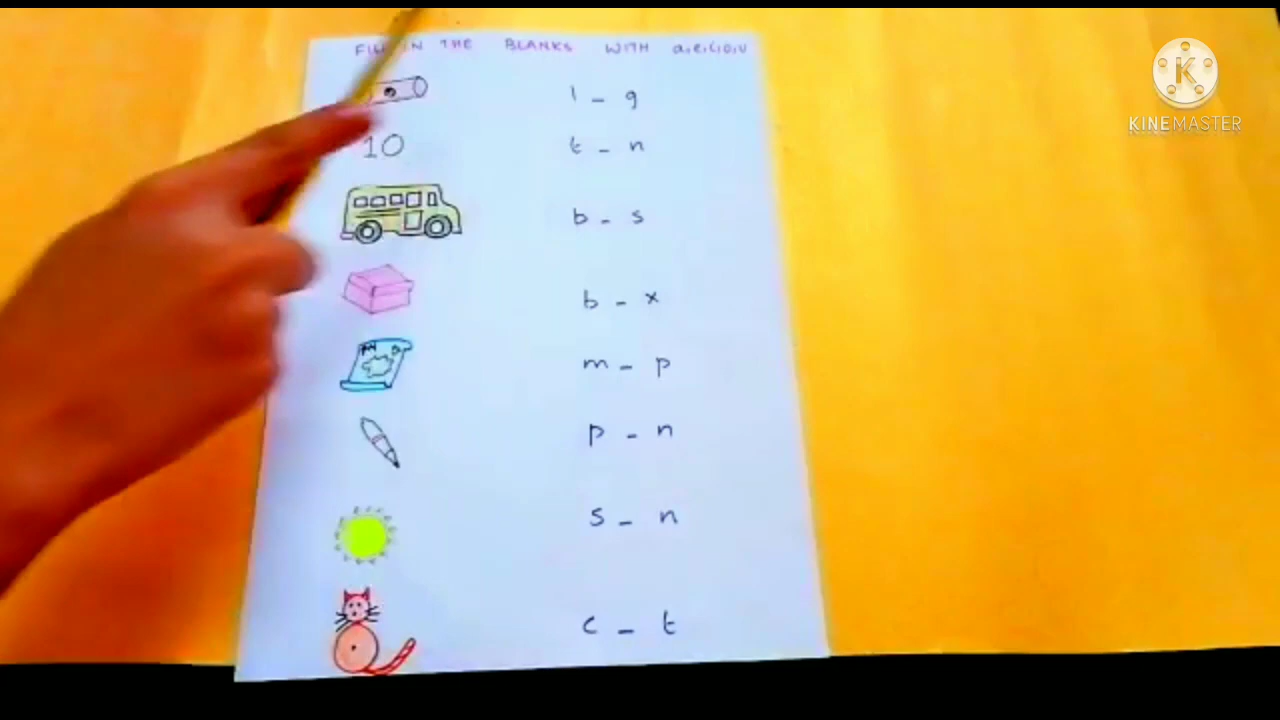 FILL IN THE BLANKS WITH a,e,i,o,u
l _ g
10
t _ n
b _ s
b _ x
m _ p
p _ n
s _ n
c _ t
K
KINEMASTER